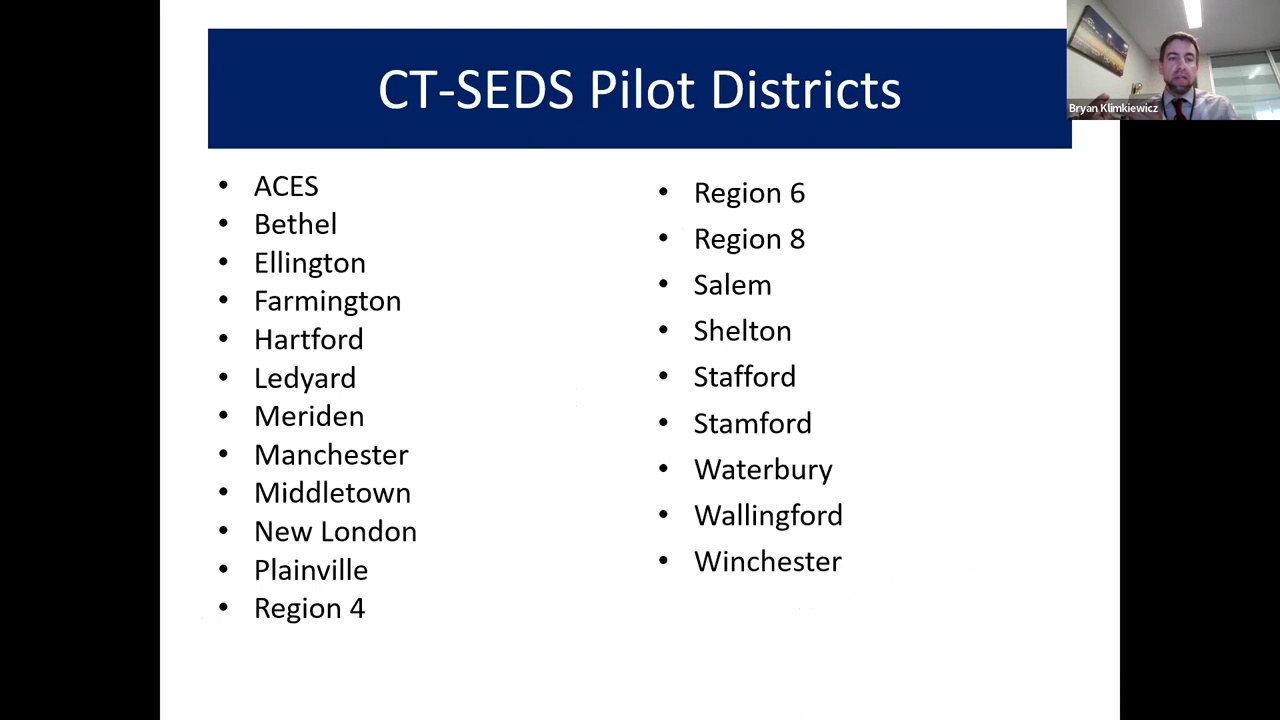 CT-SEDS Pilot Districts
Bryan Klimkiewicz
• ACES
• Bethel
• Ellington
• Farmington
• Hartford
• Ledyard
• Meriden
• Manchester
• Middletown
• New London
• Plainville
• Region 4
• Region 6
• Region 8
• Salem
• Shelton
• Stafford
• Stamford
• Waterbury
• Wallingford
• Winchester